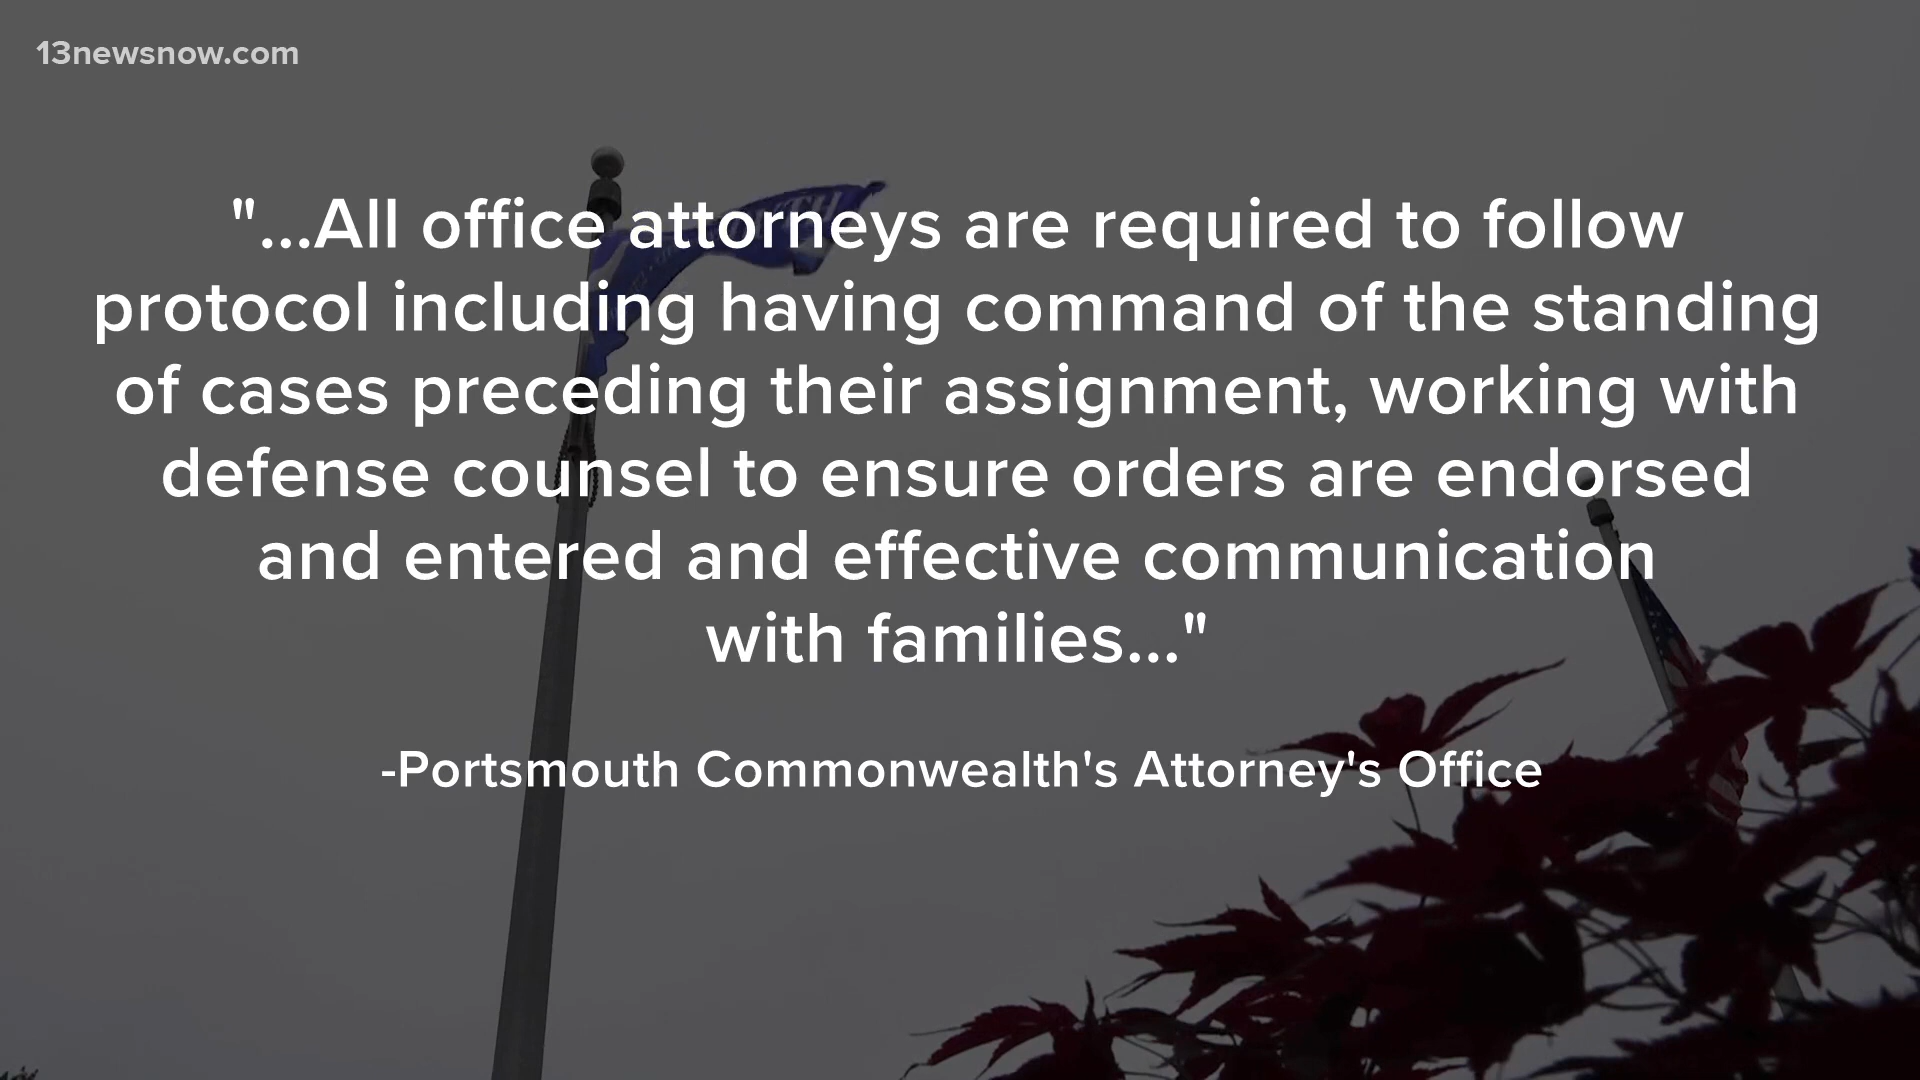 13newsnow.com
"...All office attorneys are required to follow
protocol including having command of the standing
of cases preceding their assignment, working with
defense counsel to ensure orders are endorsed
and entered and effective communication
with families..."
-Portsmouth Commonwealth's Attorney's Office